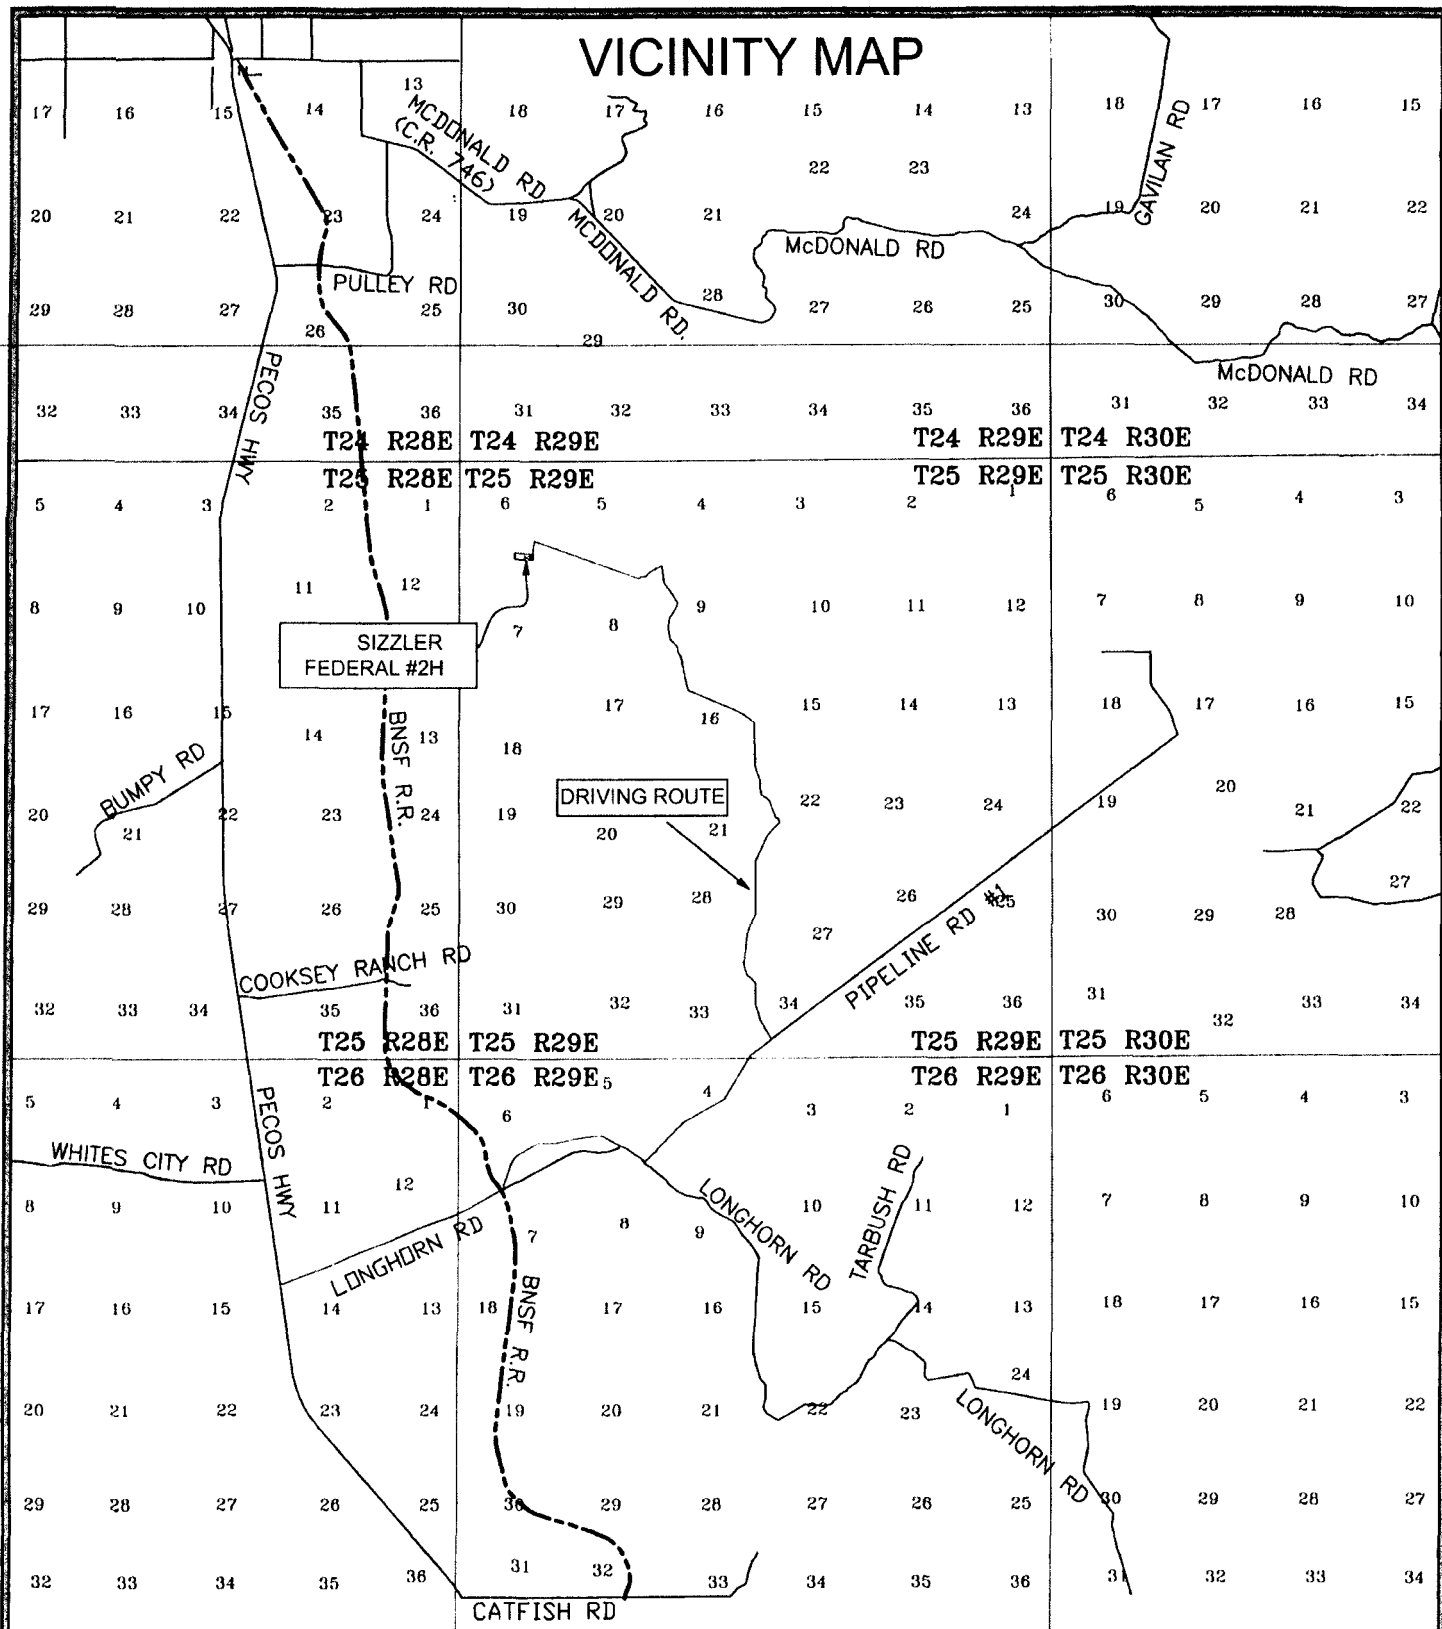 VICINITY MAP
13
17 16 15 14 18 17 16 15 14 13 18 17 16 15
MCDONALD RD
(C.R. 746)
GAVILAN RD
22 23
20 21 22 23 24 19 20 21 24 19 20 21 22
MCDONALD RD.
McDONALD RD
PULLEY RD
29 28 27 26 25 30 29 28 27 26 25 30 29 28 27
McDONALD RD
PECOS HWY
32 33 34 35 36 31 32 33 34 35 36 31 32 33 34
T24 R28E T24 R29E T24 R29E T24 R30E
T25 R28E T25 R29E T25 R29E T25 R30E
5 4 3 2 1 6 5 4 3 2 1 6 5 4 3
8 9 10 11 12 7 8 9 10 11 12 7 8 9 10
SIZZLER
FEDERAL #2H
17 16 15 14 13 18 17 16 15 14 13 18 17 16 15
BNSF R.R.
BUMPY RD
DRIVING ROUTE
20 21 22 23 24 19 20 21 22 23 24 19 20 21 22
29 28 27 26 25 30 29 28 27 26 25 30 29 28 27
PIPELINE RD #1
COOKSEY RANCH RD
32 33 34 35 36 31 32 33 34 35 36 31 32 33 34
T25 R28E T25 R29E T25 R29E T25 R30E
T26 R28E T26 R29E T26 R29E T26 R30E
5 4 3 2 1 6 5 4 3 2 1 6 5 4 3
WHITES CITY RD
PECOS HWY
8 9 10 11 12 7 8 9 10 11 12 7 8 9 10
LONGHORN RD
LONGHORN RD
TARBUSH RD
17 16 15 14 13 18 17 16 15 14 13 18 17 16 15
BNSF R.R.
20 21 22 23 24 19 20 21 22 23 24 19 20 21 22
LONGHORN RD
29 28 27 26 25 30 29 28 27 26 25 30 29 28 27
32 33 34 35 36 31 32 33 34 35 36 31 32 33 34
CATFISH RD